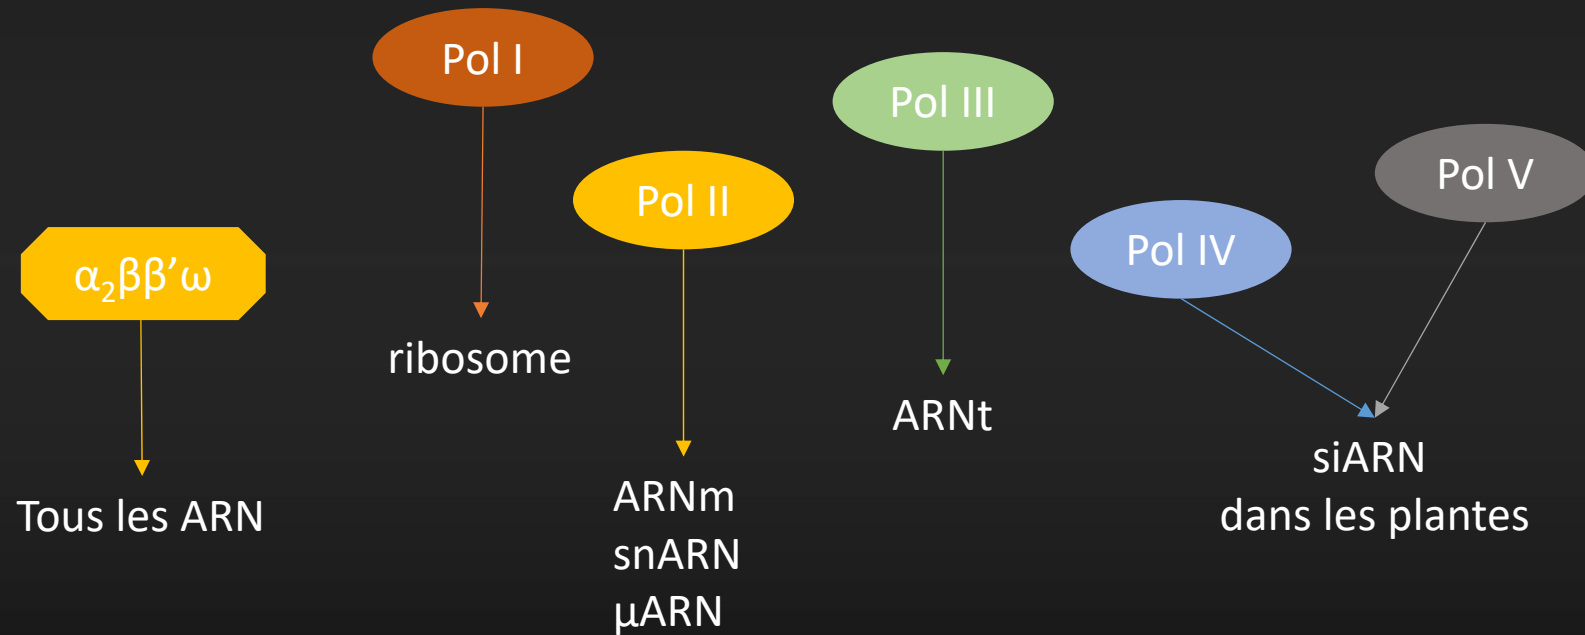 Pol I
Pol III
Pol II
Pol V
Pol IV
α₂ββ’ω
ribosome
ARNt
siARN
dans les plantes
Tous les ARN
ARNm
snARN
µARN